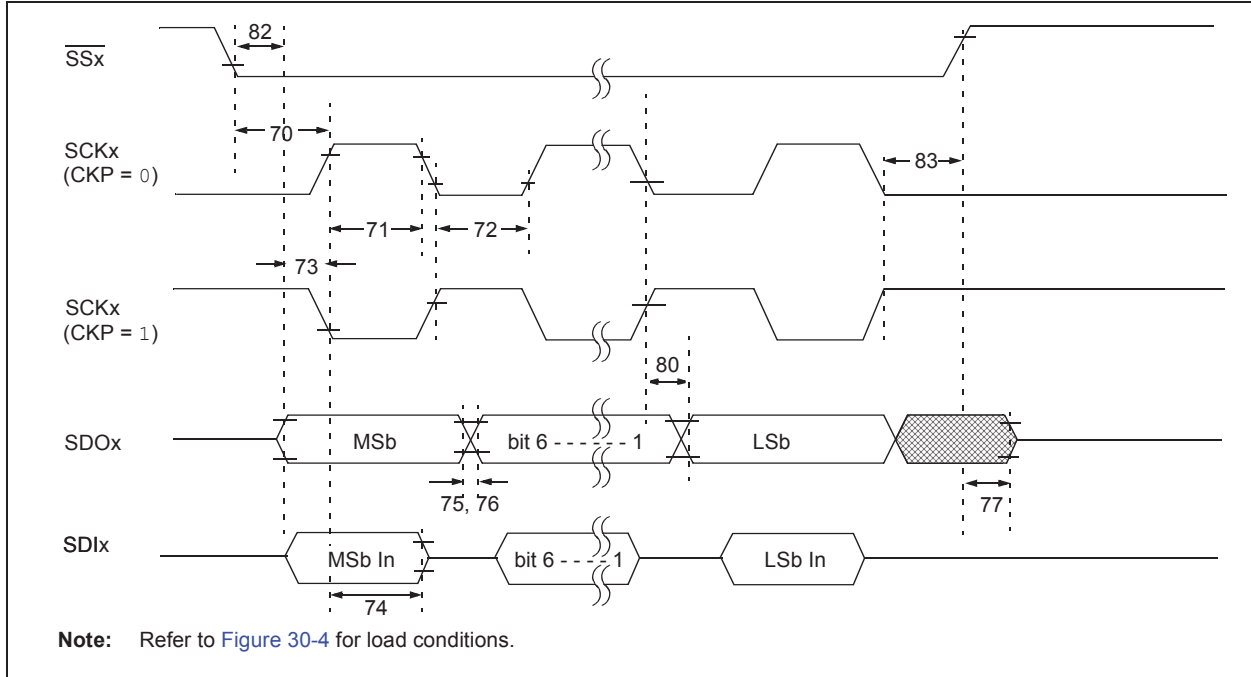 82
SSx
70
SCKx
(CKP = 0)
83
71
72
73
SCKx
(CKP = 1)
80
SDOx
MSb
bit 6 - - - - - - 1
LSb
75, 76
77
SDIx
MSb In
bit 6 - - - - 1
LSb In
74
Note: Refer to Figure 30-4 for load conditions.